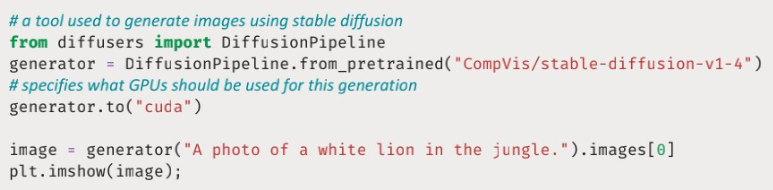 # a tool used to generate images using stable diffusion
from diffusers import DiffusionPipeline
generator = DiffusionPipeline.from_pretrained("CompVis/stable-diffusion-v1-4")
# specifies what GPUs should be used for this generation
generator.to("cuda")
image = generator("A photo of a white lion in the jungle.").images[0]
plt.imshow(image);